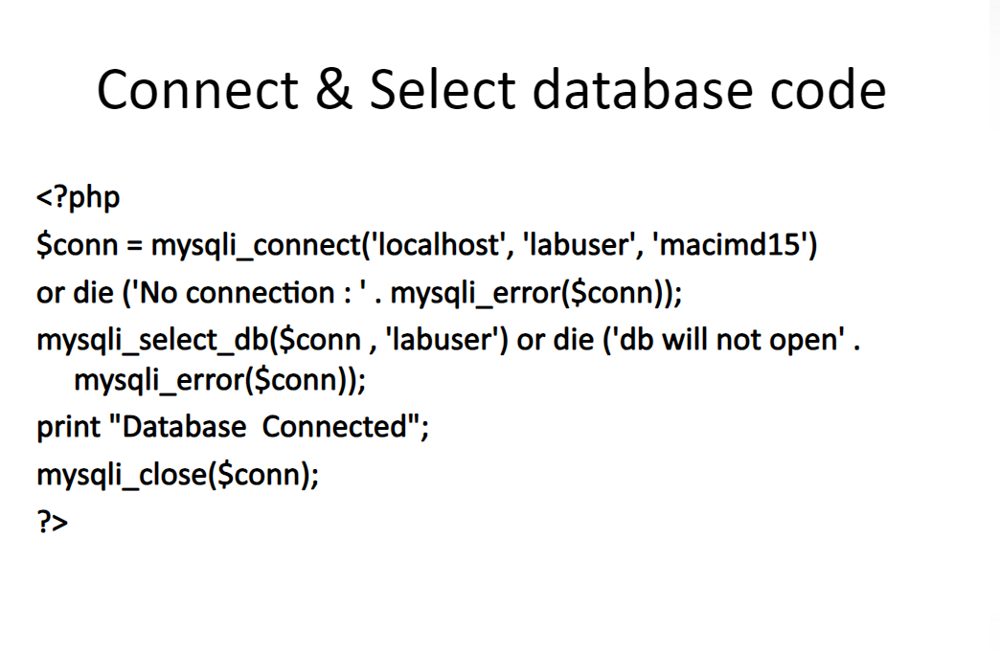 Connect & Select database code
<?php
$conn = mysqli_connect('localhost', 'labuser', 'macimd15')
or die ('No connection : ' . mysqli_error($conn));
mysqli_select_db($conn , 'labuser') or die ('db will not open' .
mysqli_error($conn));
print "Database  Connected";
mysqli_close($conn);
?>